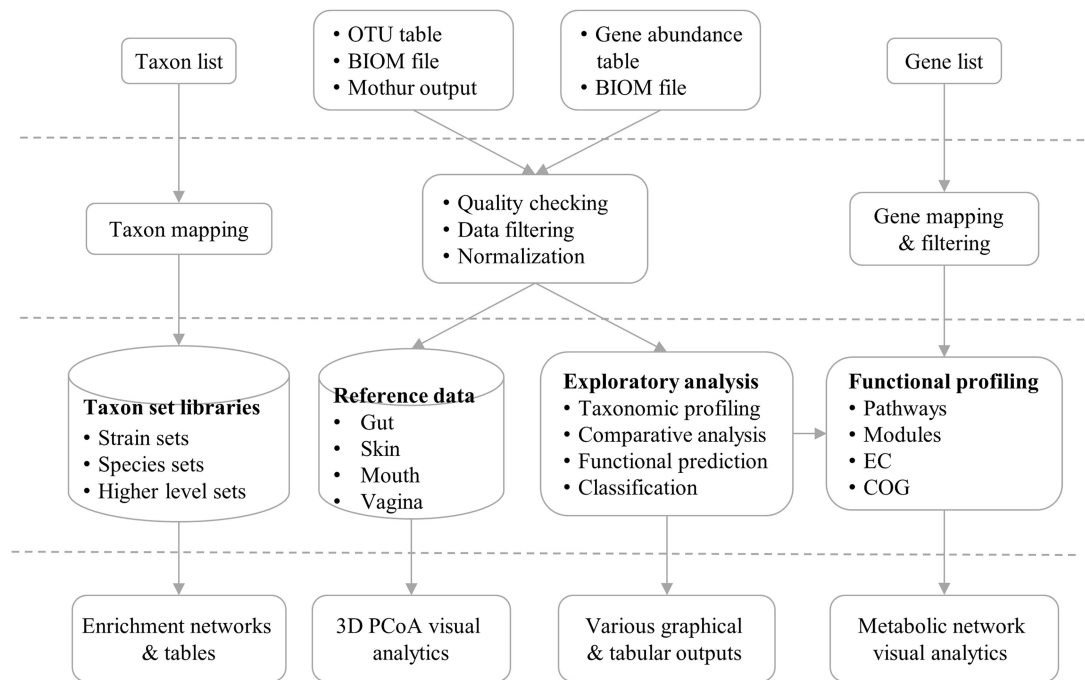 Taxon list
• OTU table
• BIOM file
• Mothur output
• Gene abundance
table
• BIOM file
Gene list
Taxon mapping
• Quality checking
• Data filtering
• Normalization
Gene mapping
& filtering
Taxon set libraries
• Strain sets
• Species sets
• Higher level sets
Reference data
• Gut
• Skin
• Mouth
• Vagina
Exploratory analysis
• Taxonomic profiling
• Comparative analysis
• Functional prediction
• Classification
Functional profiling
• Pathways
• Modules
• EC
• COG
Enrichment networks
& tables
3D PCoA visual
analytics
Various graphical
& tabular outputs
Metabolic network
visual analytics